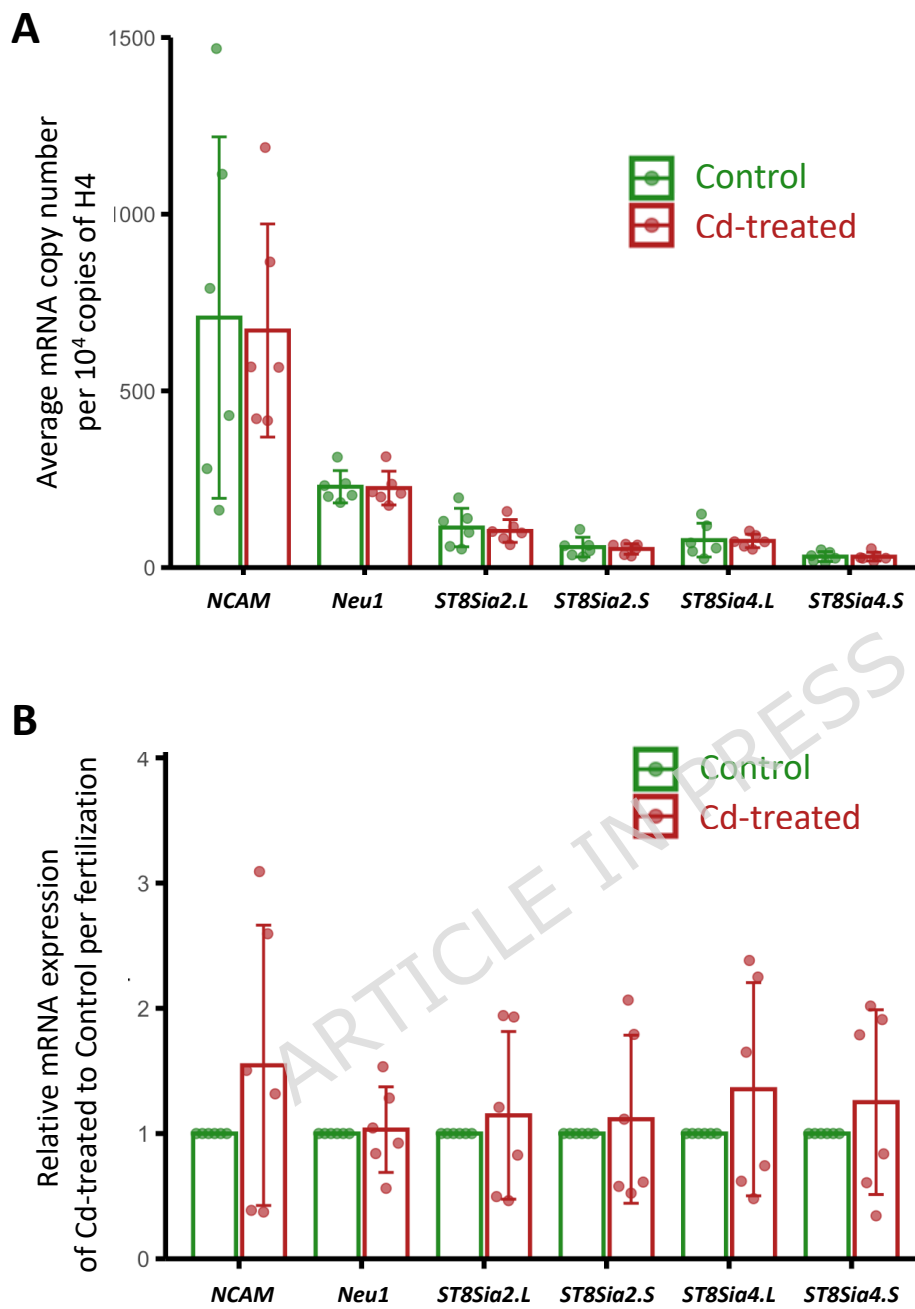 A
Average mRNA copy number
per 10⁴ copies of H4
1500
1000
500
0
Control
Cd-treated
NCAM
Neu1
ST8Sia2.L
ST8Sia2.S
ST8Sia4.L
ST8Sia4.S
B
Relative mRNA expression
of Cd-treated to Control per fertilization
4
3
2
1
0
Control
Cd-treated
ARTICLE IN PRESS
NCAM
Neu1
ST8Sia2.L
ST8Sia2.S
ST8Sia4.L
ST8Sia4.S